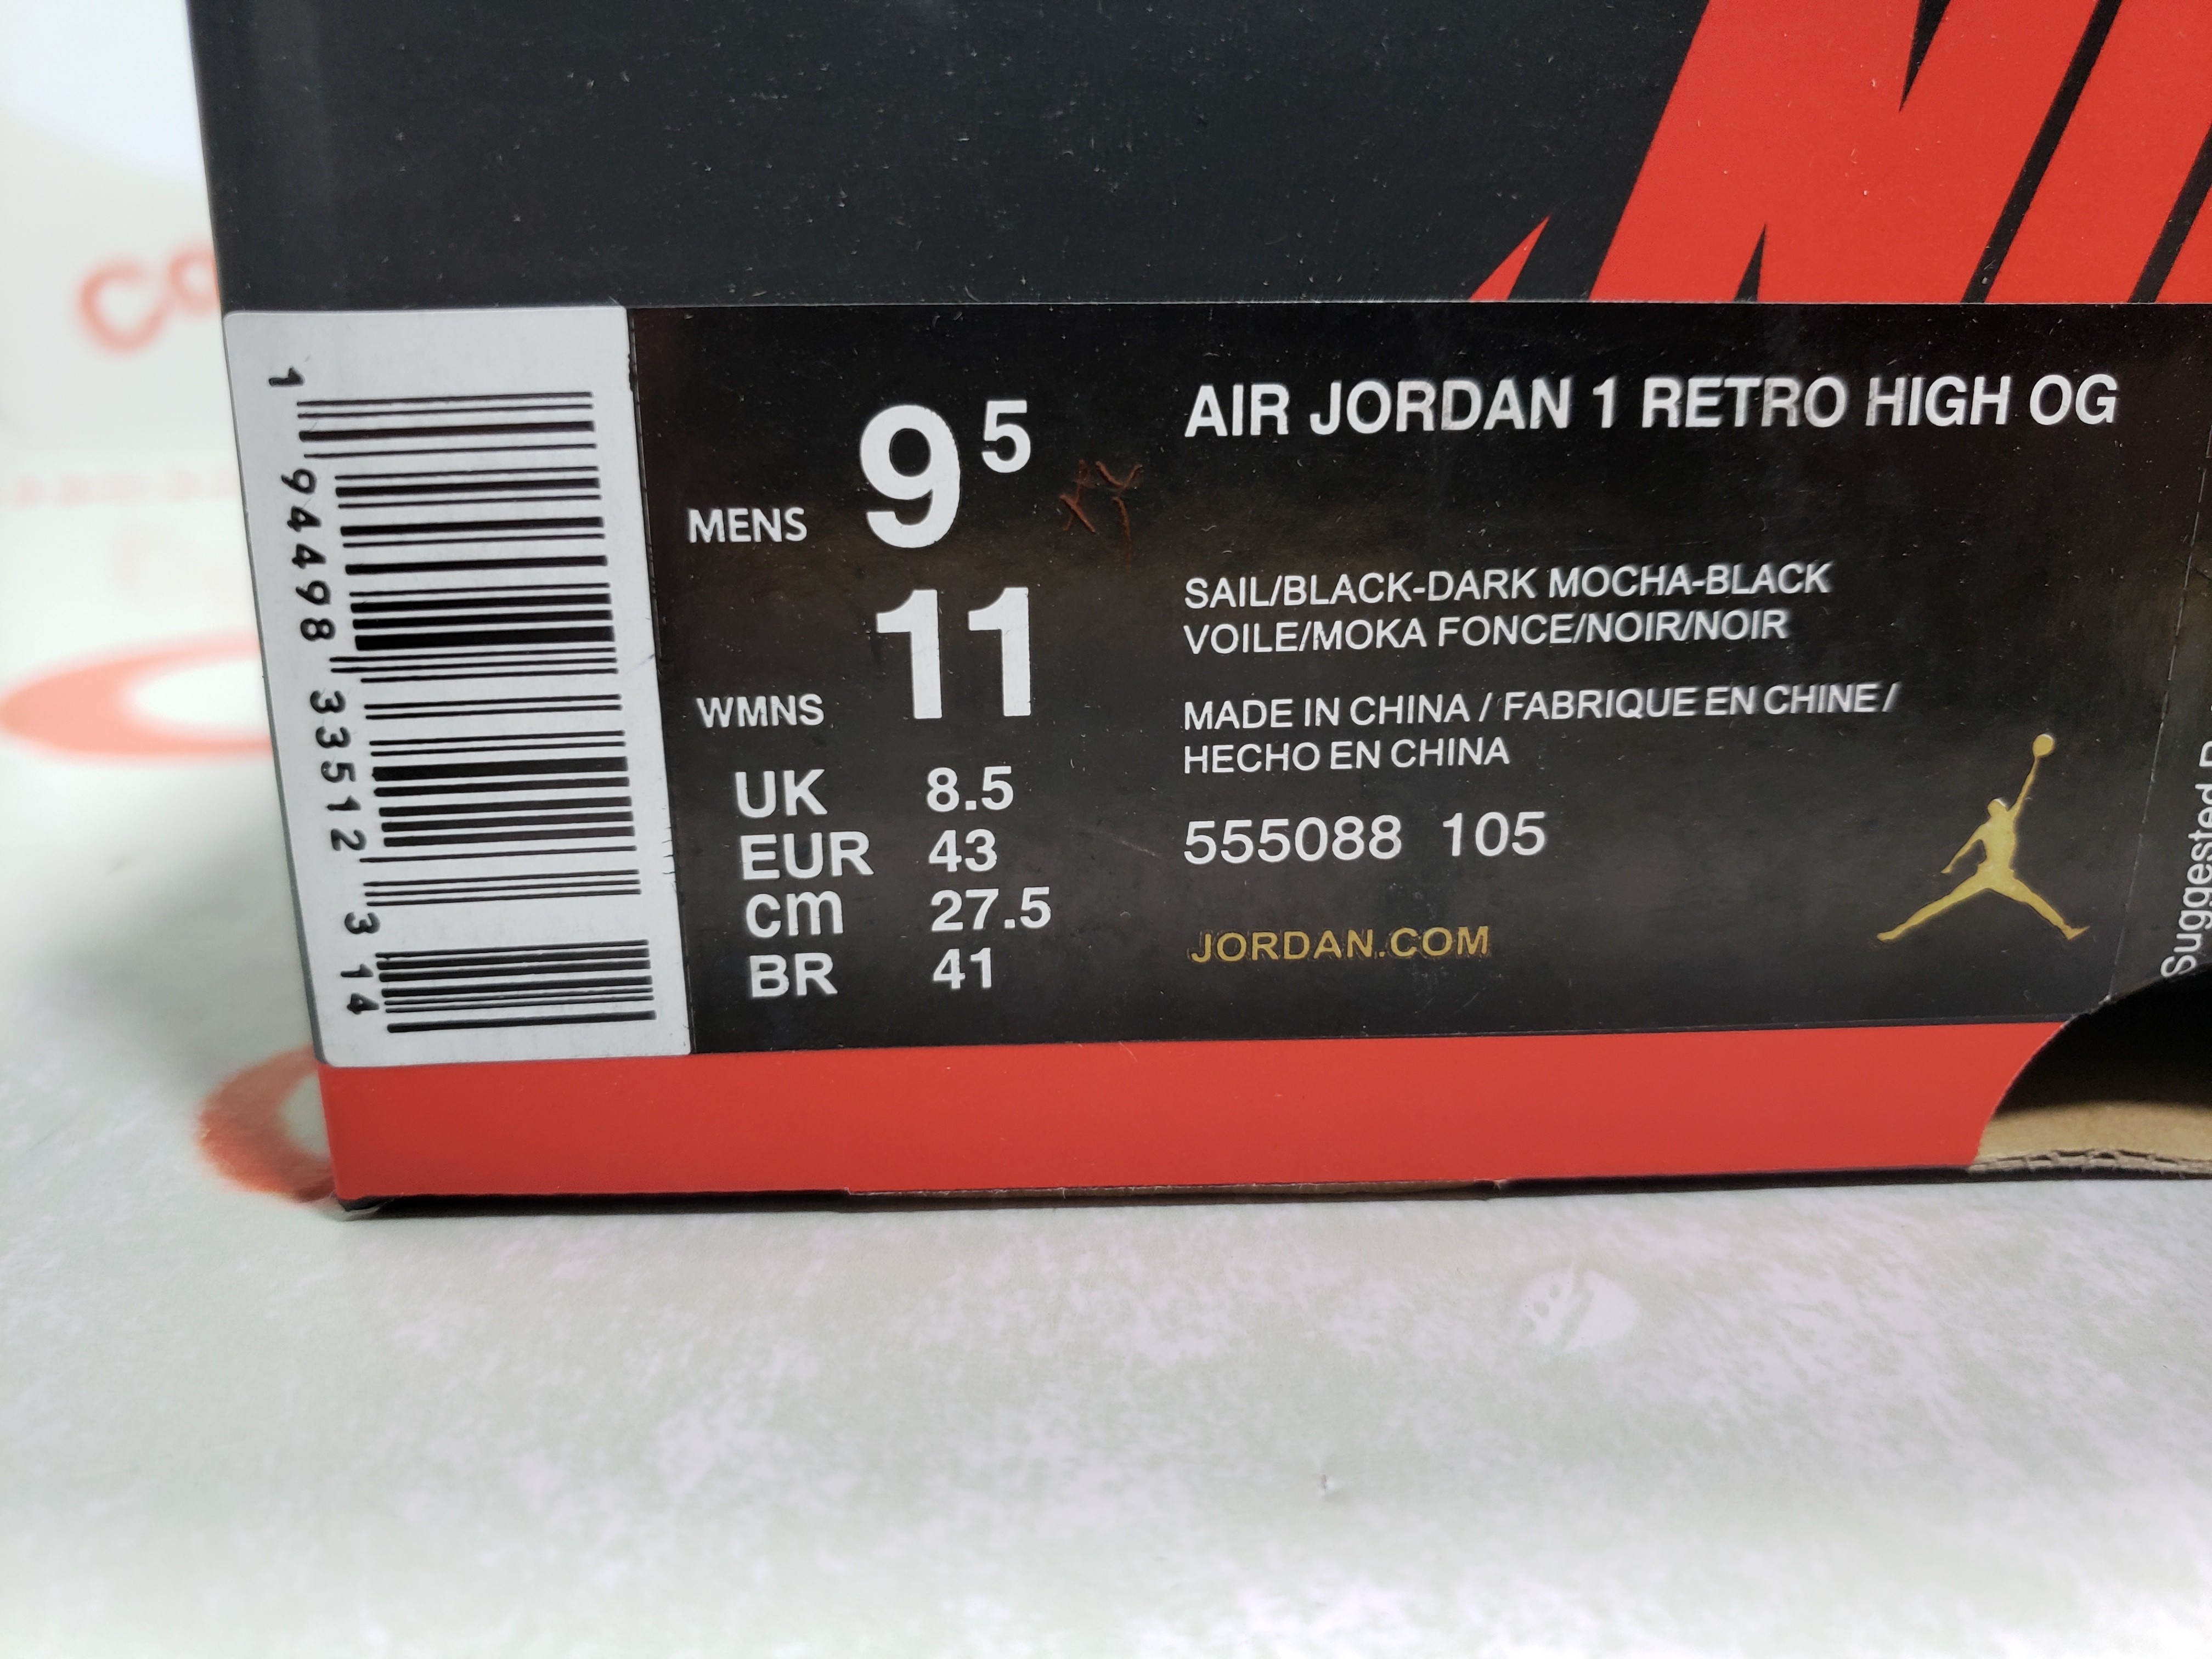 AIR JORDAN 1 RETRO HIGH OG
MENS 9 5
XY
WMNS 11
UK 8.5
EUR 43
cm 27.5
BR 41
SAIL/BLACK-DARK MOCHA-BLACK
VOILE/MOKA FONCE/NOIR/NOIR
MADE IN CHINA / FABRIQUE EN CHINE /
HECHO EN CHINA
555088 105
JORDAN.COM
1 94498 33512 3 14
Suggested